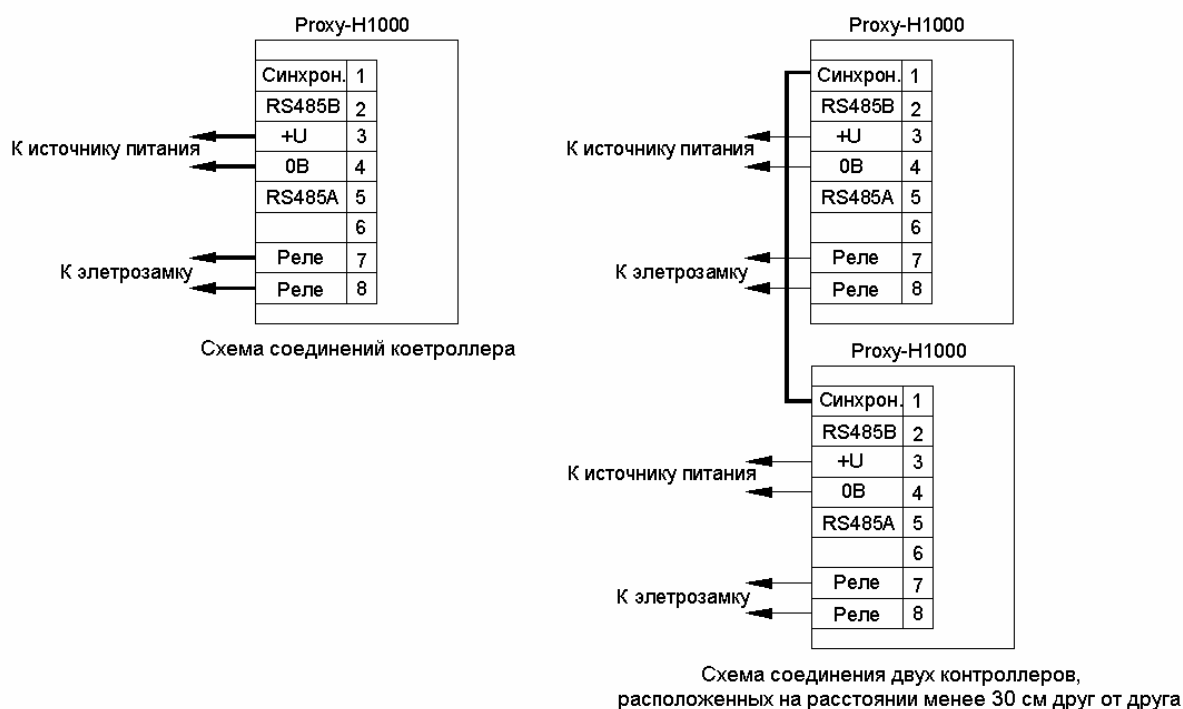 Proxy-H1000
Синхрон. 1
RS485B 2
+U 3
0В 4
RS485A 5
6
Реле 7
Реле 8
К источнику питания
К элетрозамку
Схема соединений коетроллера
Proxy-H1000
Синхрон. 1
RS485B 2
+U 3
0В 4
RS485A 5
6
Реле 7
Реле 8
К источнику питания
К элетрозамку
Proxy-H1000
Синхрон. 1
RS485B 2
+U 3
0В 4
RS485A 5
6
Реле 7
Реле 8
К источнику питания
К элетрозамку
Схема соединения двух контроллеров,
расположенных на расстоянии менее 30 см друг от друга